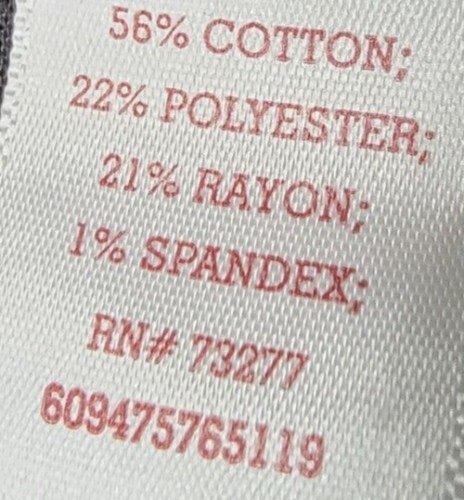 56% COTTON;
22% POLYESTER;
21% RAYON;
1% SPANDEX;
RN# 73277
609475765119